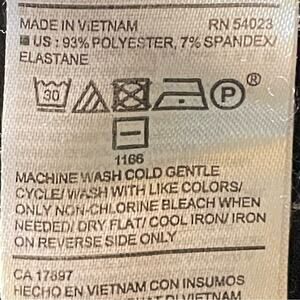 MADE IN VIETNAM RN 54023
US : 93% POLYESTER, 7% SPANDEX/
ELASTANE
30 P ®
1166
MACHINE WASH COLD GENTLE
CYCLE/ WASH WITH LIKE COLORS/
ONLY NON-CHLORINE BLEACH WHEN
NEEDED/ DRY FLAT/ COOL IRON/ IRON
ON REVERSE SIDE ONLY
CA 17897
HECHO EN VIETNAM CON INSUMOS